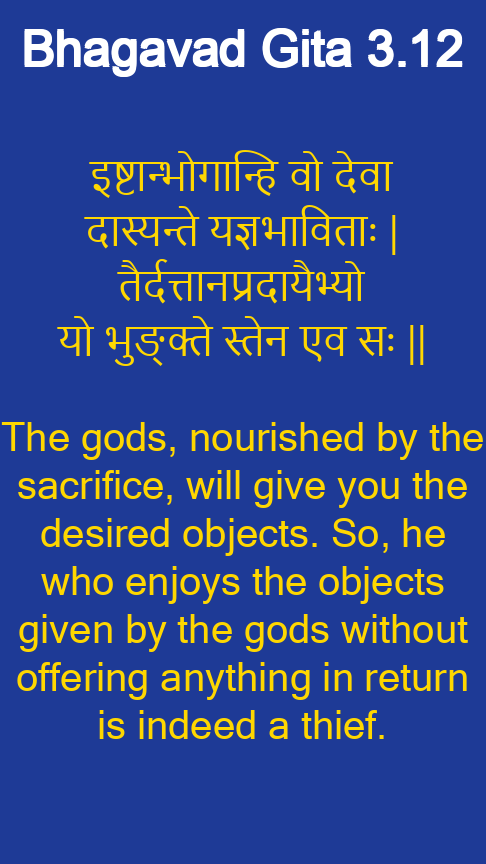 Bhagavad Gita 3.12
इष्टान्भोगान्हि वो देवा
दास्यन्ते यज्ञभाविताः |
तैर्दत्तानप्रदायैभ्यो
यो भुङ्क्ते स्तेन एव सः ||
The gods, nourished by the
sacrifice, will give you the
desired objects. So, he
who enjoys the objects
given by the gods without
offering anything in return
is indeed a thief.